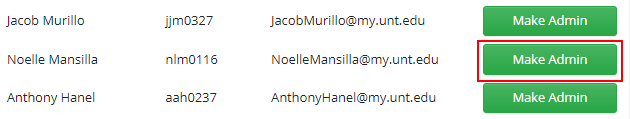 Jacob Murillo jjm0327 JacobMurillo@my.unt.edu Make Admin
Noelle Mansilla nlm0116 NoelleMansilla@my.unt.edu Make Admin
Anthony Hanel aah0237 AnthonyHanel@my.unt.edu Make Admin